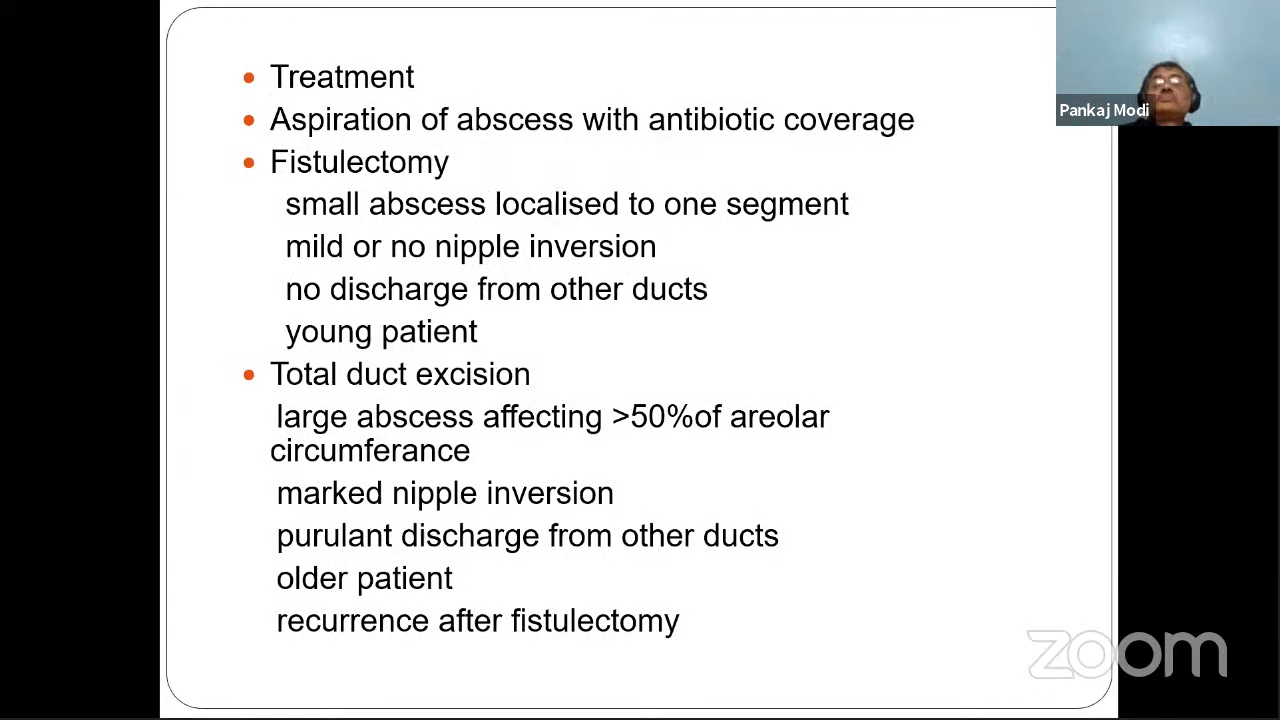 Treatment
Aspiration of abscess with antibiotic coverage
Fistulectomy
small abscess localised to one segment
mild or no nipple inversion
no discharge from other ducts
young patient
Total duct excision
large abscess affecting >50%of areolar
circumferance
marked nipple inversion
purulant discharge from other ducts
older patient
recurrence after fistulectomy
Pankaj Modi
zoom